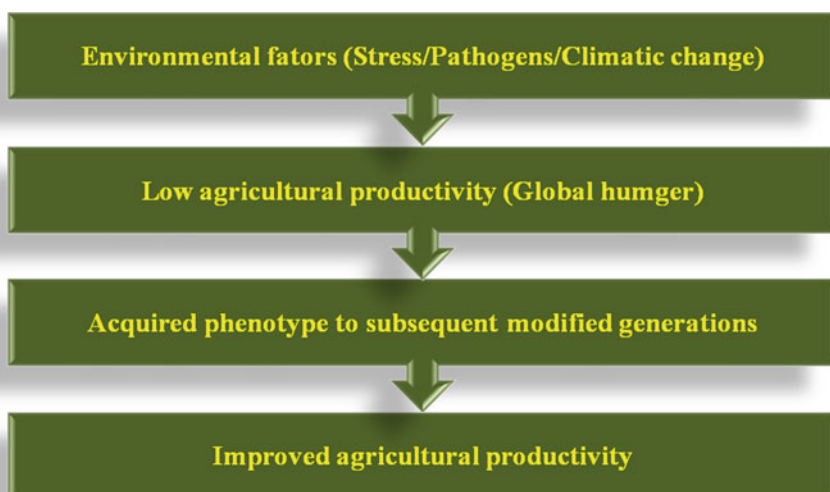 Environmental fators (Stress/Pathogens/Climatic change)
Low agricultural productivity (Global humger)
Acquired phenotype to subsequent modified generations
Improved agricultural productivity